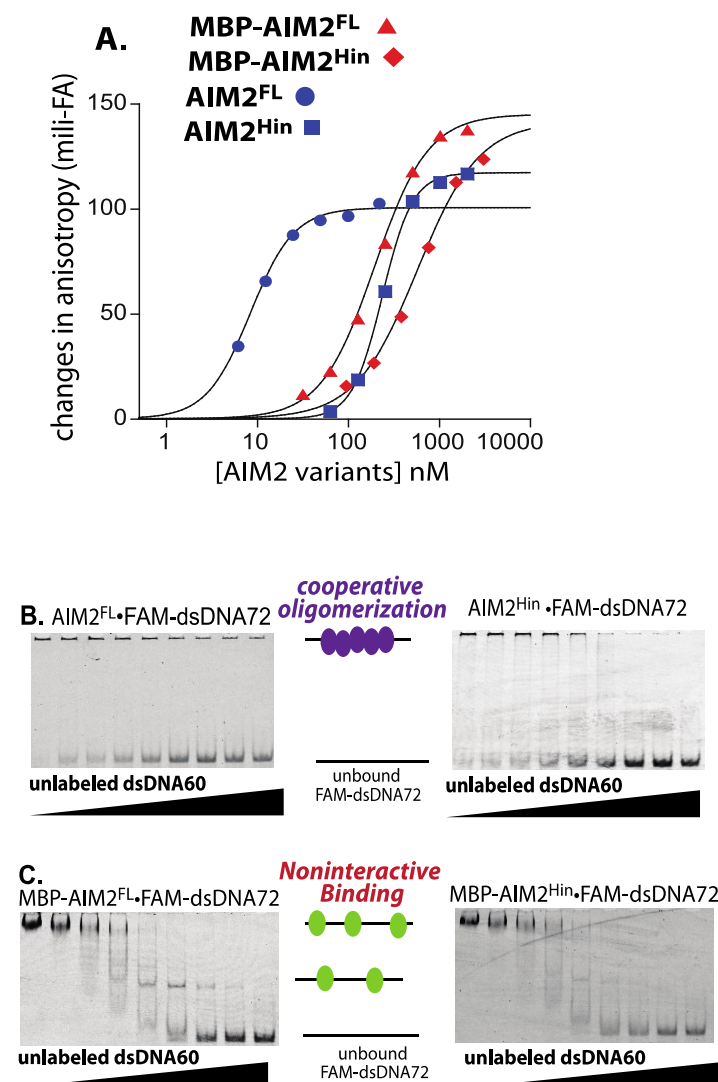 A.
MBP-AIM2FL
MBP-AIM2Hin
AIM2FL
AIM2Hin
changes in anisotropy (mili-FA)
150
100
50
0
1 10 100 1000 10000
[AIM2 variants] nM
B.
AIM2FL•FAM-dsDNA72
cooperative
oligomerization
AIM2Hin •FAM-dsDNA72
unlabeled dsDNA60
unbound
FAM-dsDNA72
unlabeled dsDNA60
C.
MBP-AIM2FL•FAM-dsDNA72
Noninteractive
Binding
MBP-AIM2Hin•FAM-dsDNA72
unlabeled dsDNA60
unbound
FAM-dsDNA72
unlabeled dsDNA60